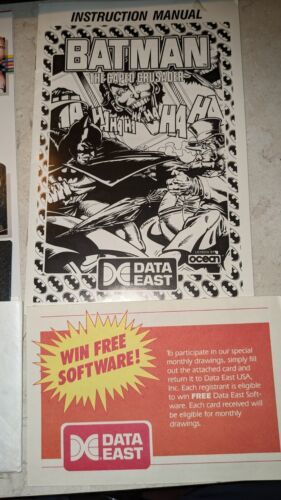 INSTRUCTION MANUAL
BATMAN
THE CAPED CRUSADER
HA
HA
DATA
EAST
ocean
WIN FREE
SOFTWARE!
To participate in our special
monthly drawings, simply fill
out the attached card and
return it to Data East USA,
Inc. Each registrant is eligible
to win FREE Data East Soft-
ware. Each card received will
be eligible for monthly
drawings.
DATA
EAST